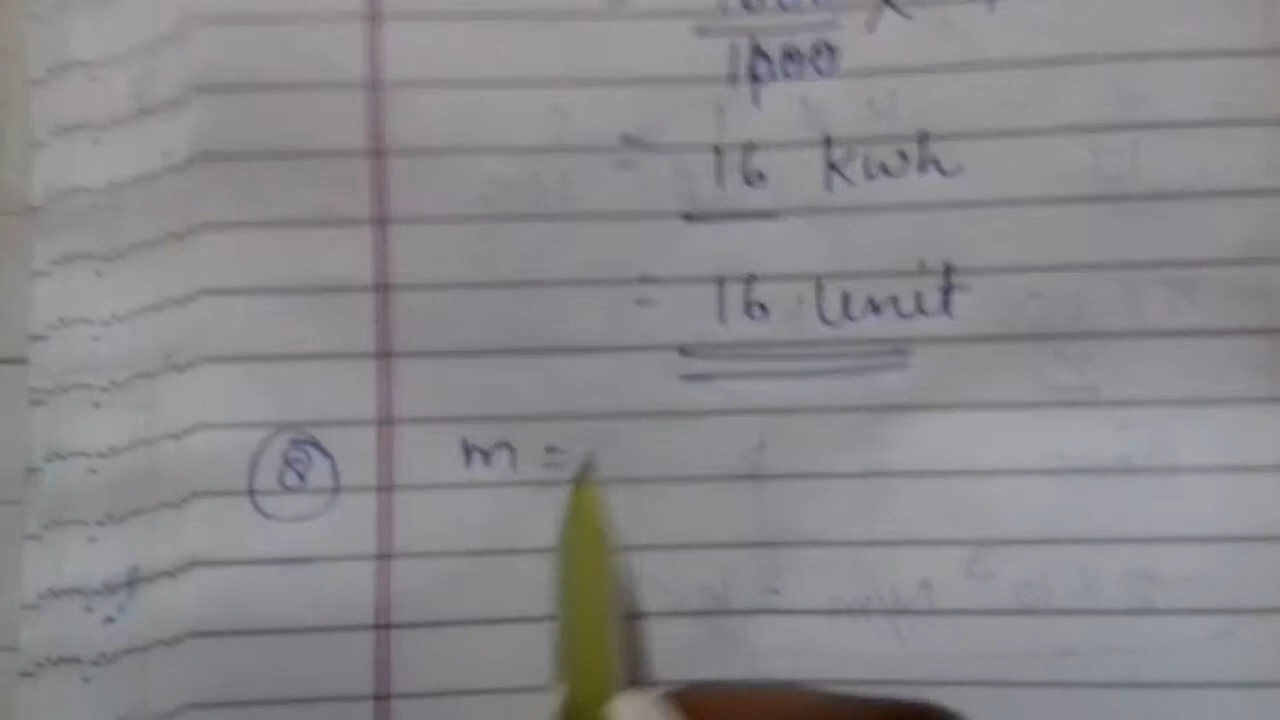 1000
= 16 kwh
= 16 Unit
8 m =